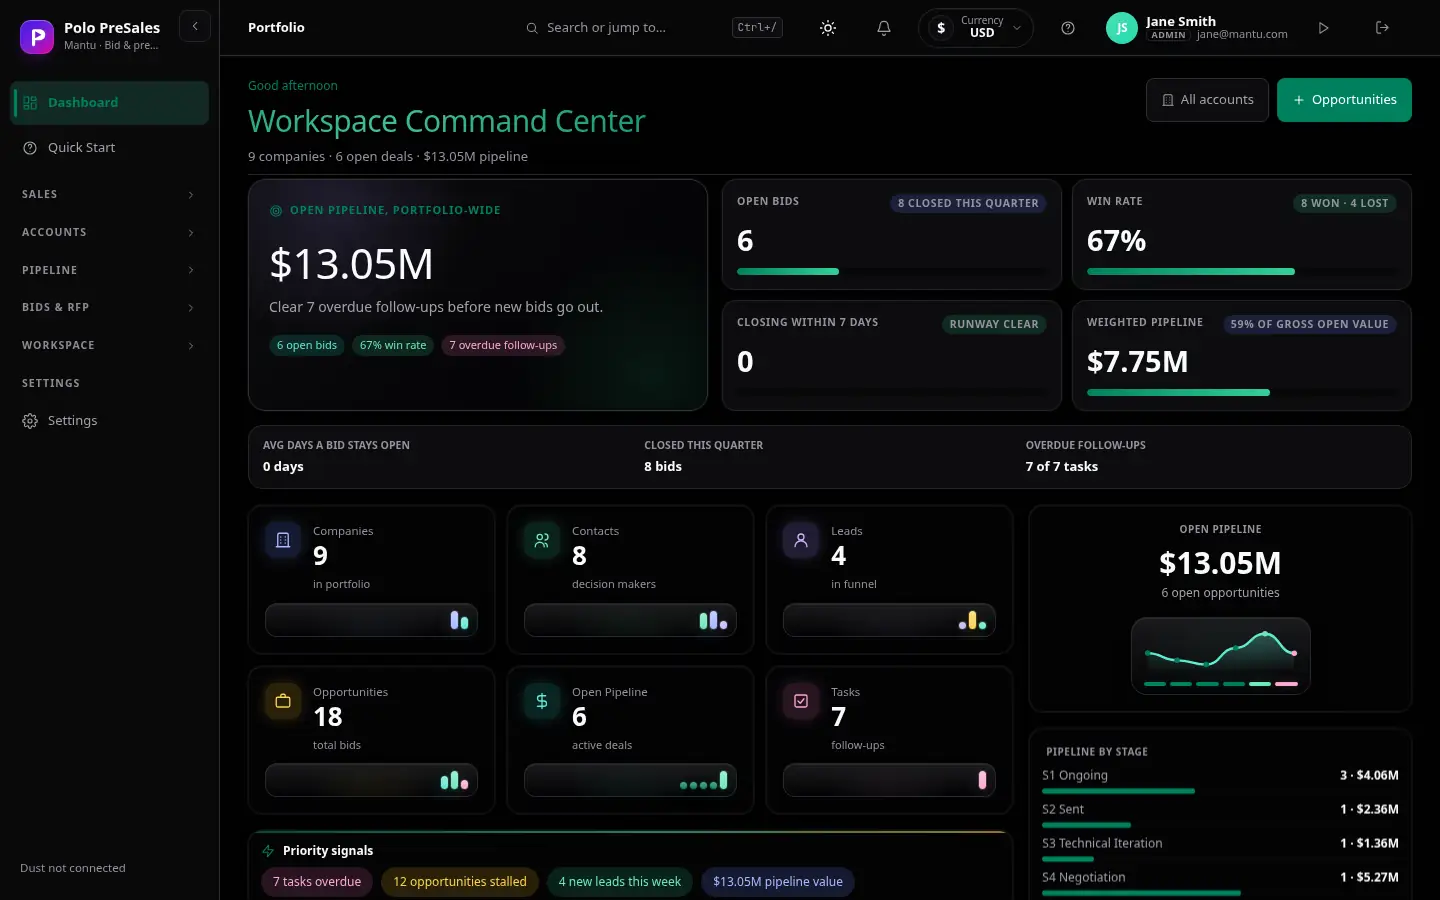 P
Polo PreSales
Mantu · Bid & pre...
Dashboard
Quick Start
SALES
ACCOUNTS
PIPELINE
BIDS & RFP
WORKSPACE
SETTINGS
Settings
Dust not connected
Portfolio
Search or jump to...
Ctrl+/
$
Currency
USD
JS
Jane Smith
ADMIN jane@mantu.com
Good afternoon
Workspace Command Center
9 companies · 6 open deals · $13.05M pipeline
All accounts
+ Opportunities
OPEN PIPELINE, PORTFOLIO-WIDE
$13.05M
Clear 7 overdue follow-ups before new bids go out.
6 open bids
67% win rate
7 overdue follow-ups
OPEN BIDS
8 CLOSED THIS QUARTER
6
WIN RATE
8 WON · 4 LOST
67%
CLOSING WITHIN 7 DAYS
RUNWAY CLEAR
0
WEIGHTED PIPELINE
59% OF GROSS OPEN VALUE
$7.75M
AVG DAYS A BID STAYS OPEN
0 days
CLOSED THIS QUARTER
8 bids
OVERDUE FOLLOW-UPS
7 of 7 tasks
Companies
9
in portfolio
Contacts
8
decision makers
Leads
4
in funnel
Opportunities
18
total bids
Open Pipeline
6
active deals
Tasks
7
follow-ups
OPEN PIPELINE
$13.05M
6 open opportunities
PIPELINE BY STAGE
S1 Ongoing 3 · $4.06M
S2 Sent 1 · $2.36M
S3 Technical Iteration 1 · $1.36M
S4 Negotiation 1 · $5.27M
Priority signals
7 tasks overdue
12 opportunities stalled
4 new leads this week
$13.05M pipeline value